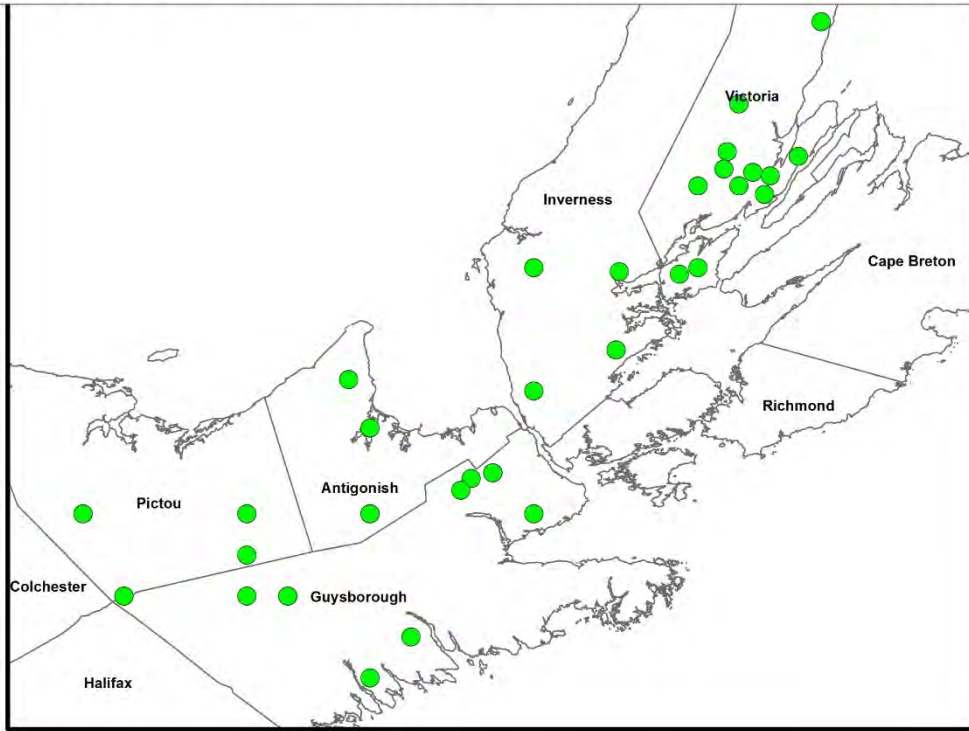 Victoria
Inverness
Cape Breton
Richmond
Antigonish
Pictou
Colchester
Guysborough
Halifax